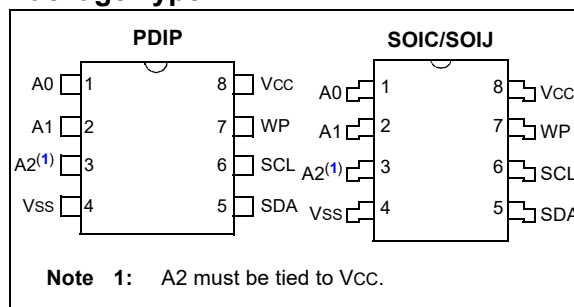 PDIP
A0 1 8 VCC
A1 2 7 WP
A2(1) 3 6 SCL
VSS 4 5 SDA
SOIC/SOIJ
A0 1 8 VCC
A1 2 7 WP
A2(1) 3 6 SCL
VSS 4 5 SDA
Note 1: A2 must be tied to VCC.